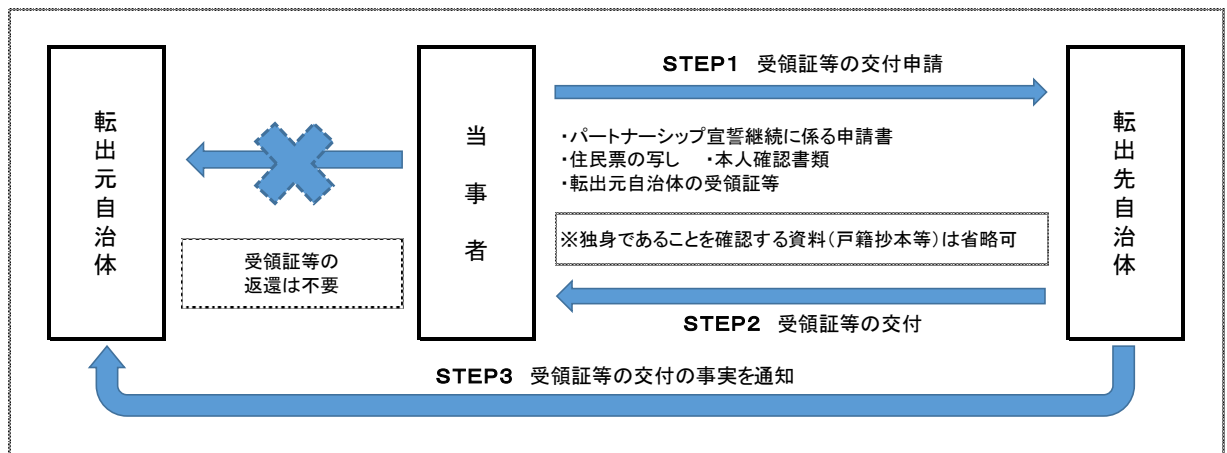 転出元自治体
受領証等の
返還は不要
当事者
STEP1 受領証等の交付申請
・パートナーシップ宣誓継続に係る申請書
・住民票の写し ・本人確認書類
・転出元自治体の受領証等
※独身であることを確認する資料(戸籍抄本等)は省略可
STEP2 受領証等の交付
転出先自治体
STEP3 受領証等の交付の事実を通知